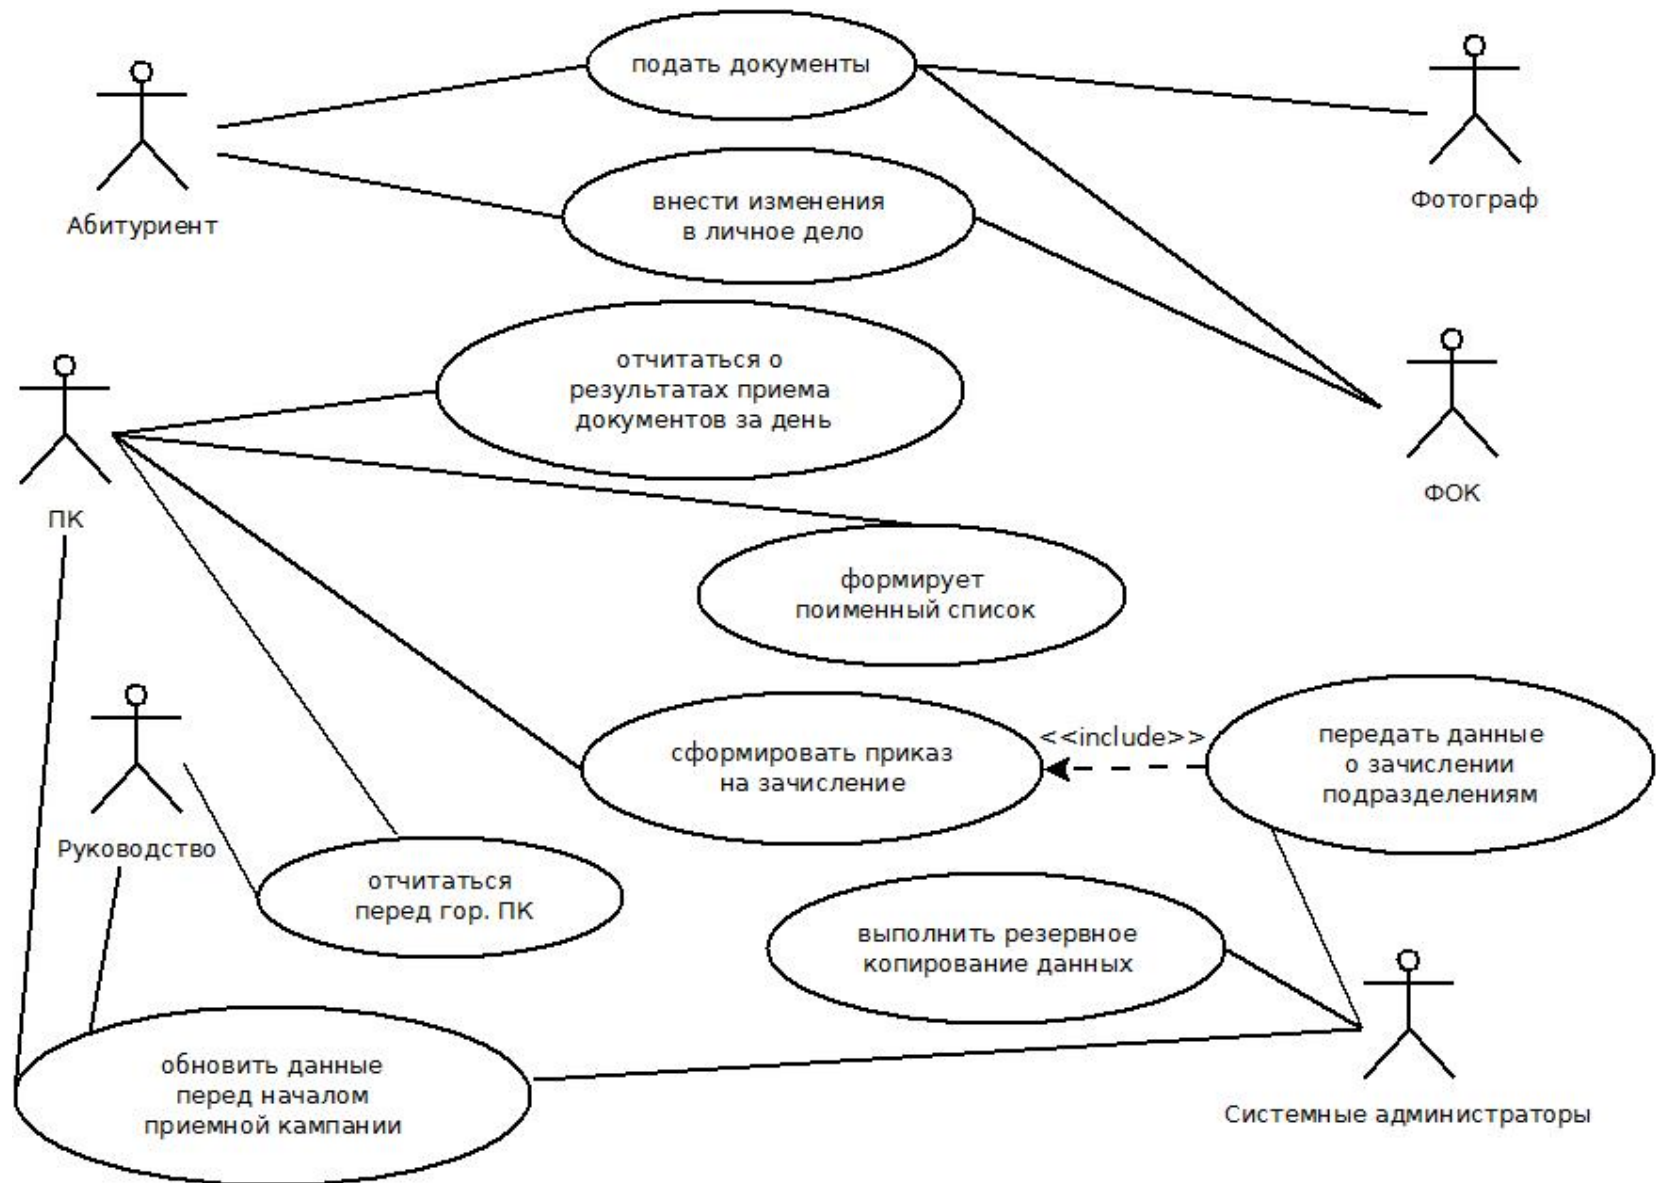 подать документы
Абитуриент
Фотограф
внести изменения
в личное дело
отчитаться о
результатах приема
документов за день
ПК
ФОК
формирует
поименный список
сформировать приказ
на зачисление
<<include>>
передать данные
о зачислении
подразделениям
Руководство
отчитаться
перед гор. ПК
выполнить резервное
копирование данных
обновить данные
перед началом
приемной кампании
Системные администраторы